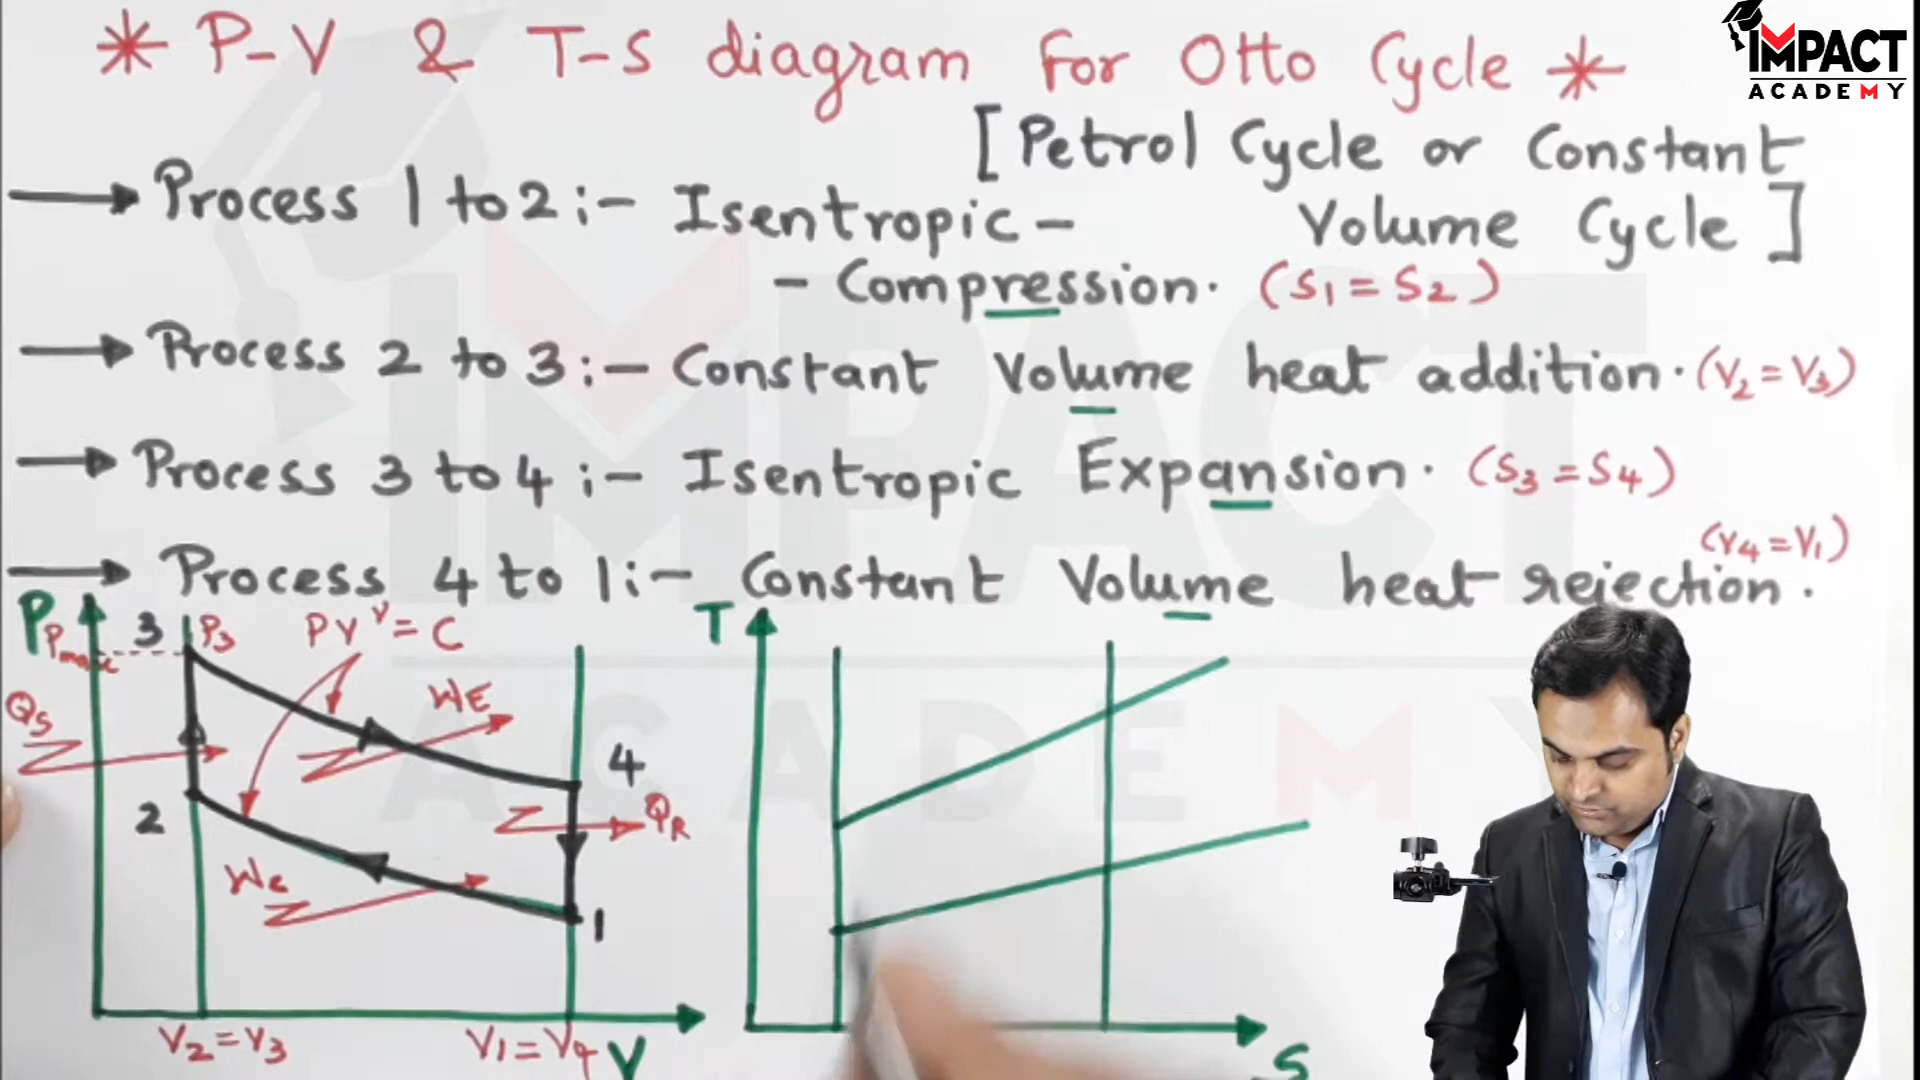 * P-V & T-S diagram For Otto Cycle *
[Petrol Cycle or Constant Volume Cycle]
→ Process 1 to 2 :- Isentropic -
- Compression. (S1 = S2)
→ Process 2 to 3 :- Constant Volume heat addition. (V2 = V3)
→ Process 3 to 4 :- Isentropic Expansion. (S3 = S4)
→ Process 4 to 1 :- Constant Volume heat rejection. (V4 = V1)
P
Pmax
3
P3
PVγ = C
QS
WE
4
2
QR
WC
1
V2 = V3
V1 = V4
V
T
S
IMPACT
ACADEMY
IMPACT
ACADEMY